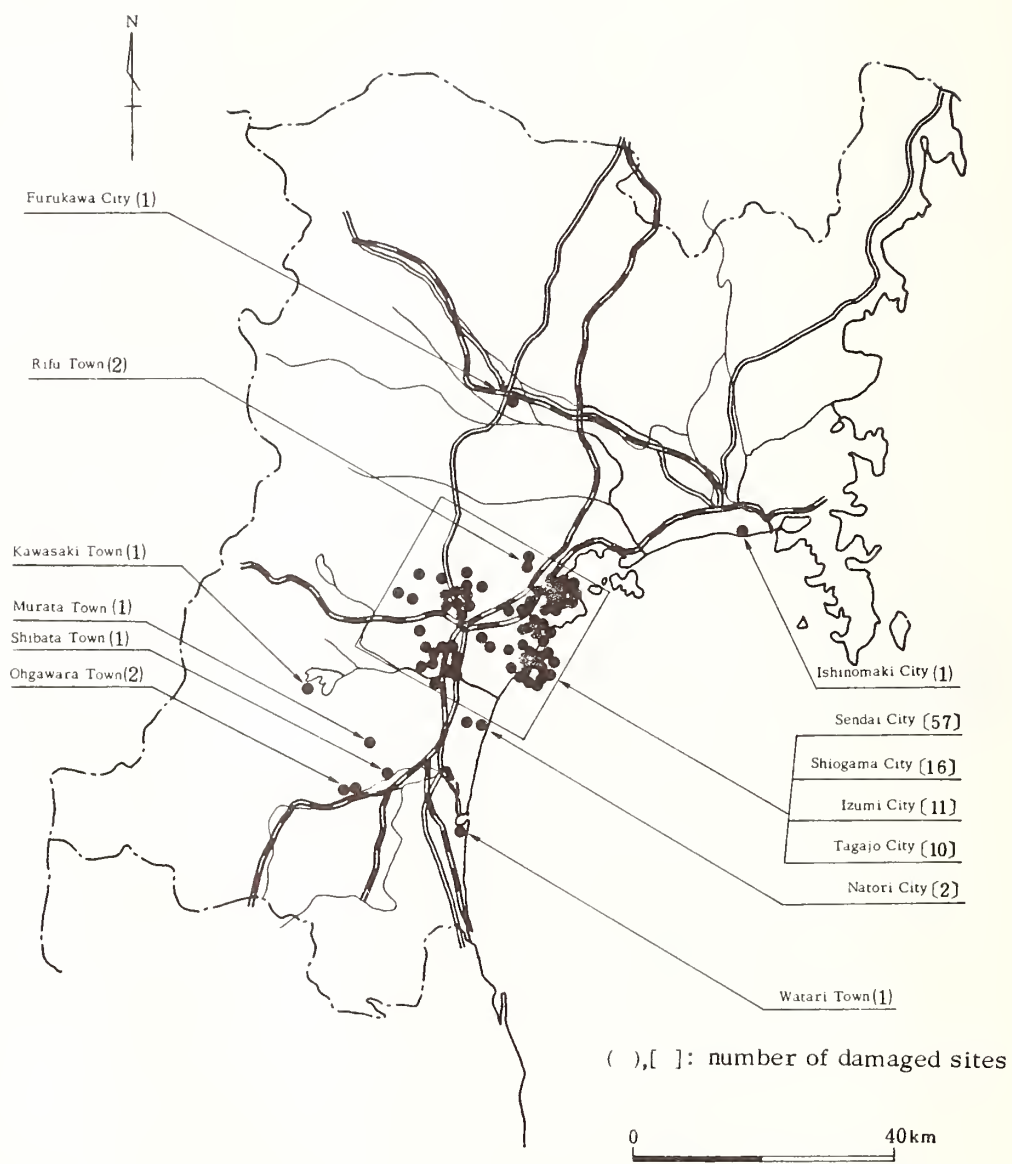 N
Furukawa City (1)
Rifu Town (2)
Kawasaki Town (1)
Murata Town (1)
Shibata Town (1)
Ohgawara Town (2)
Ishinomaki City (1)
Sendai City [57]
Shiogama City [16]
Izumi City [11]
Tagajo City [10]
Natori City [2]
Watari Town (1)
( ),[ ]: number of damaged sites
0 40km